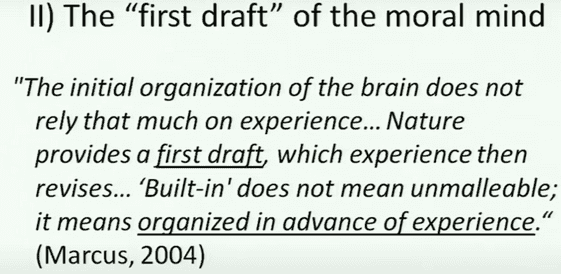 II) The “first draft” of the moral mind
"The initial organization of the brain does not
rely that much on experience... Nature
provides a first draft, which experience then
revises... ‘Built-in' does not mean unmalleable;
it means organized in advance of experience.“
(Marcus, 2004)